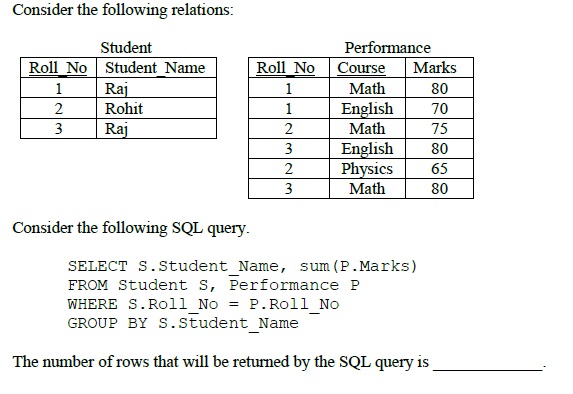 Consider the following relations:
Student
Roll_No Student_Name
1 Raj
2 Rohit
3 Raj
Performance
Roll_No Course Marks
1 Math 80
1 English 70
2 Math 75
3 English 80
2 Physics 65
3 Math 80
Consider the following SQL query.
SELECT S.Student_Name, sum(P.Marks)
FROM Student S, Performance P
WHERE S.Roll_No = P.Roll_No
GROUP BY S.Student_Name
The number of rows that will be returned by the SQL query is ______________.